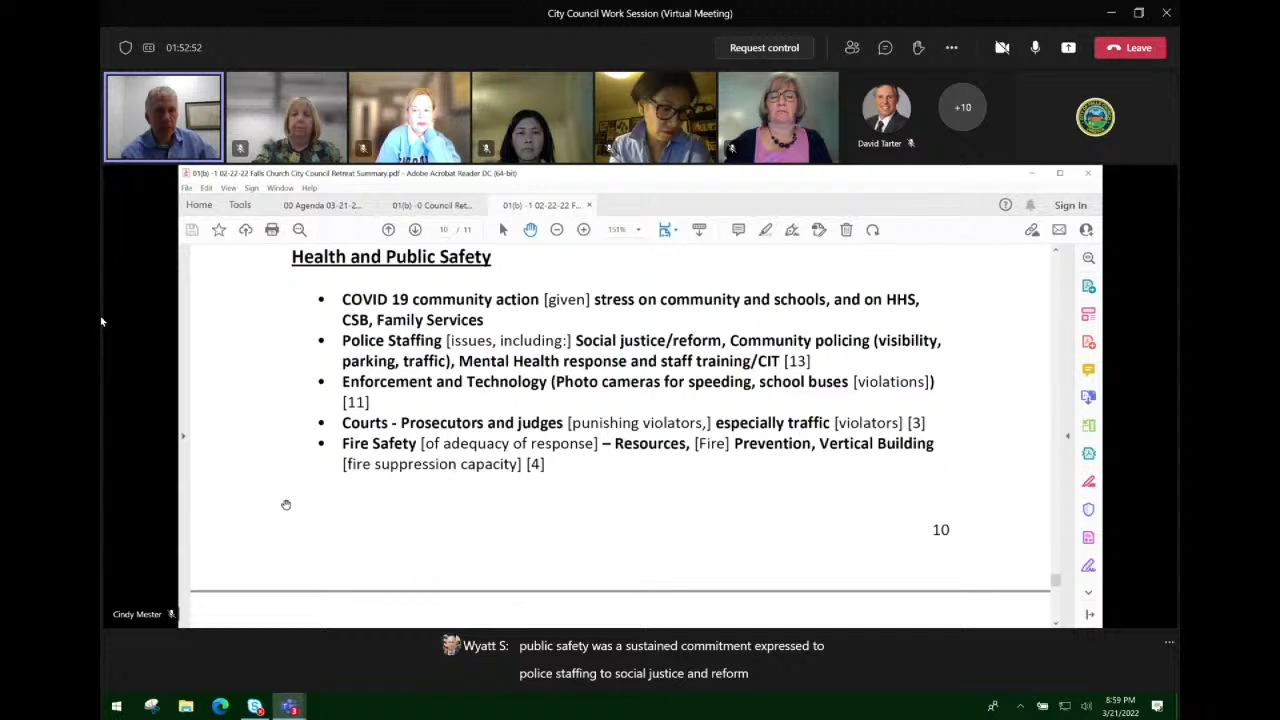 City Council Work Session (Virtual Meeting)
01:52:52
Request control
Leave
+10
David Tarter
01(b) -1 02-22-22 Falls Church City Council Retreat Summary.pdf - Adobe Acrobat Reader DC (64-bit)
File Edit View Sign Window Help
Home Tools 00 Agenda 03-21-2... 01(b) -0 Council Ret... 01(b) -1 02-22-22 F... Sign In
10 / 11 151%
Health and Public Safety
• COVID 19 community action [given] stress on community and schools, and on HHS,
CSB, Family Services
• Police Staffing [issues, including:] Social justice/reform, Community policing (visibility,
parking, traffic), Mental Health response and staff training/CIT [13]
• Enforcement and Technology (Photo cameras for speeding, school buses [violations])
[11]
• Courts - Prosecutors and judges [punishing violators,] especially traffic [violators] [3]
• Fire Safety [of adequacy of response] – Resources, [Fire] Prevention, Vertical Building
[fire suppression capacity] [4]
10
Cindy Mester
Wyatt S: public safety was a sustained commitment expressed to
police staffing to social justice and reform
8:59 PM
3/21/2022